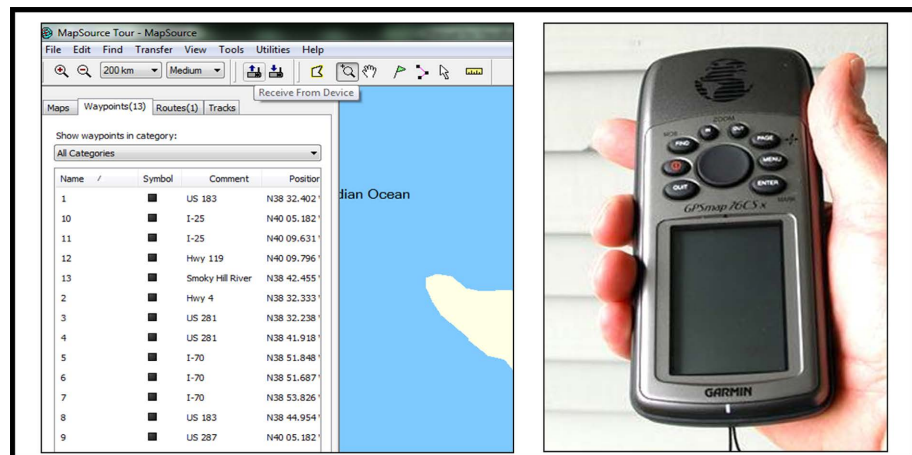 MapSource Tour - MapSource
File Edit Find Transfer View Tools Utilities Help
200 km Medium
Receive From Device
Maps Waypoints(13) Routes(1) Tracks
Show waypoints in category:
All Categories
Name Symbol Comment Position
1 US 183 N38 32.402
10 I-25 N40 05.182
11 I-25 N40 09.631
12 Hwy 119 N40 09.796
13 Smoky Hill River N38 42.455
2 Hwy 4 N38 32.333
3 US 281 N38 32.238
4 US 281 N38 41.918
5 I-70 N38 51.848
6 I-70 N38 51.687
7 I-70 N38 53.826
8 US 183 N38 44.954
9 US 287 N40 05.182
dian Ocean
ZOOM
MOB IN OUT
FIND PAGE
MENU
QUIT ENTER
MARK
GPSmap 76CSx
GARMIN